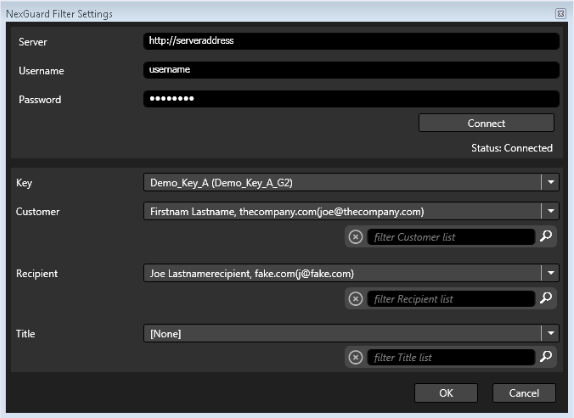 NexGuard Filter Settings
Server http://serveraddress
Username username
Password ••••••••
Connect
Status: Connected
Key Demo_Key_A (Demo_Key_A_G2)
Customer Firstnam Lastname, thecompany.com(joe@thecompany.com)
filter Customer list
Recipient Joe Lastnamerecipient, fake.com(j@fake.com)
filter Recipient list
Title [None]
filter Title list
OK Cancel